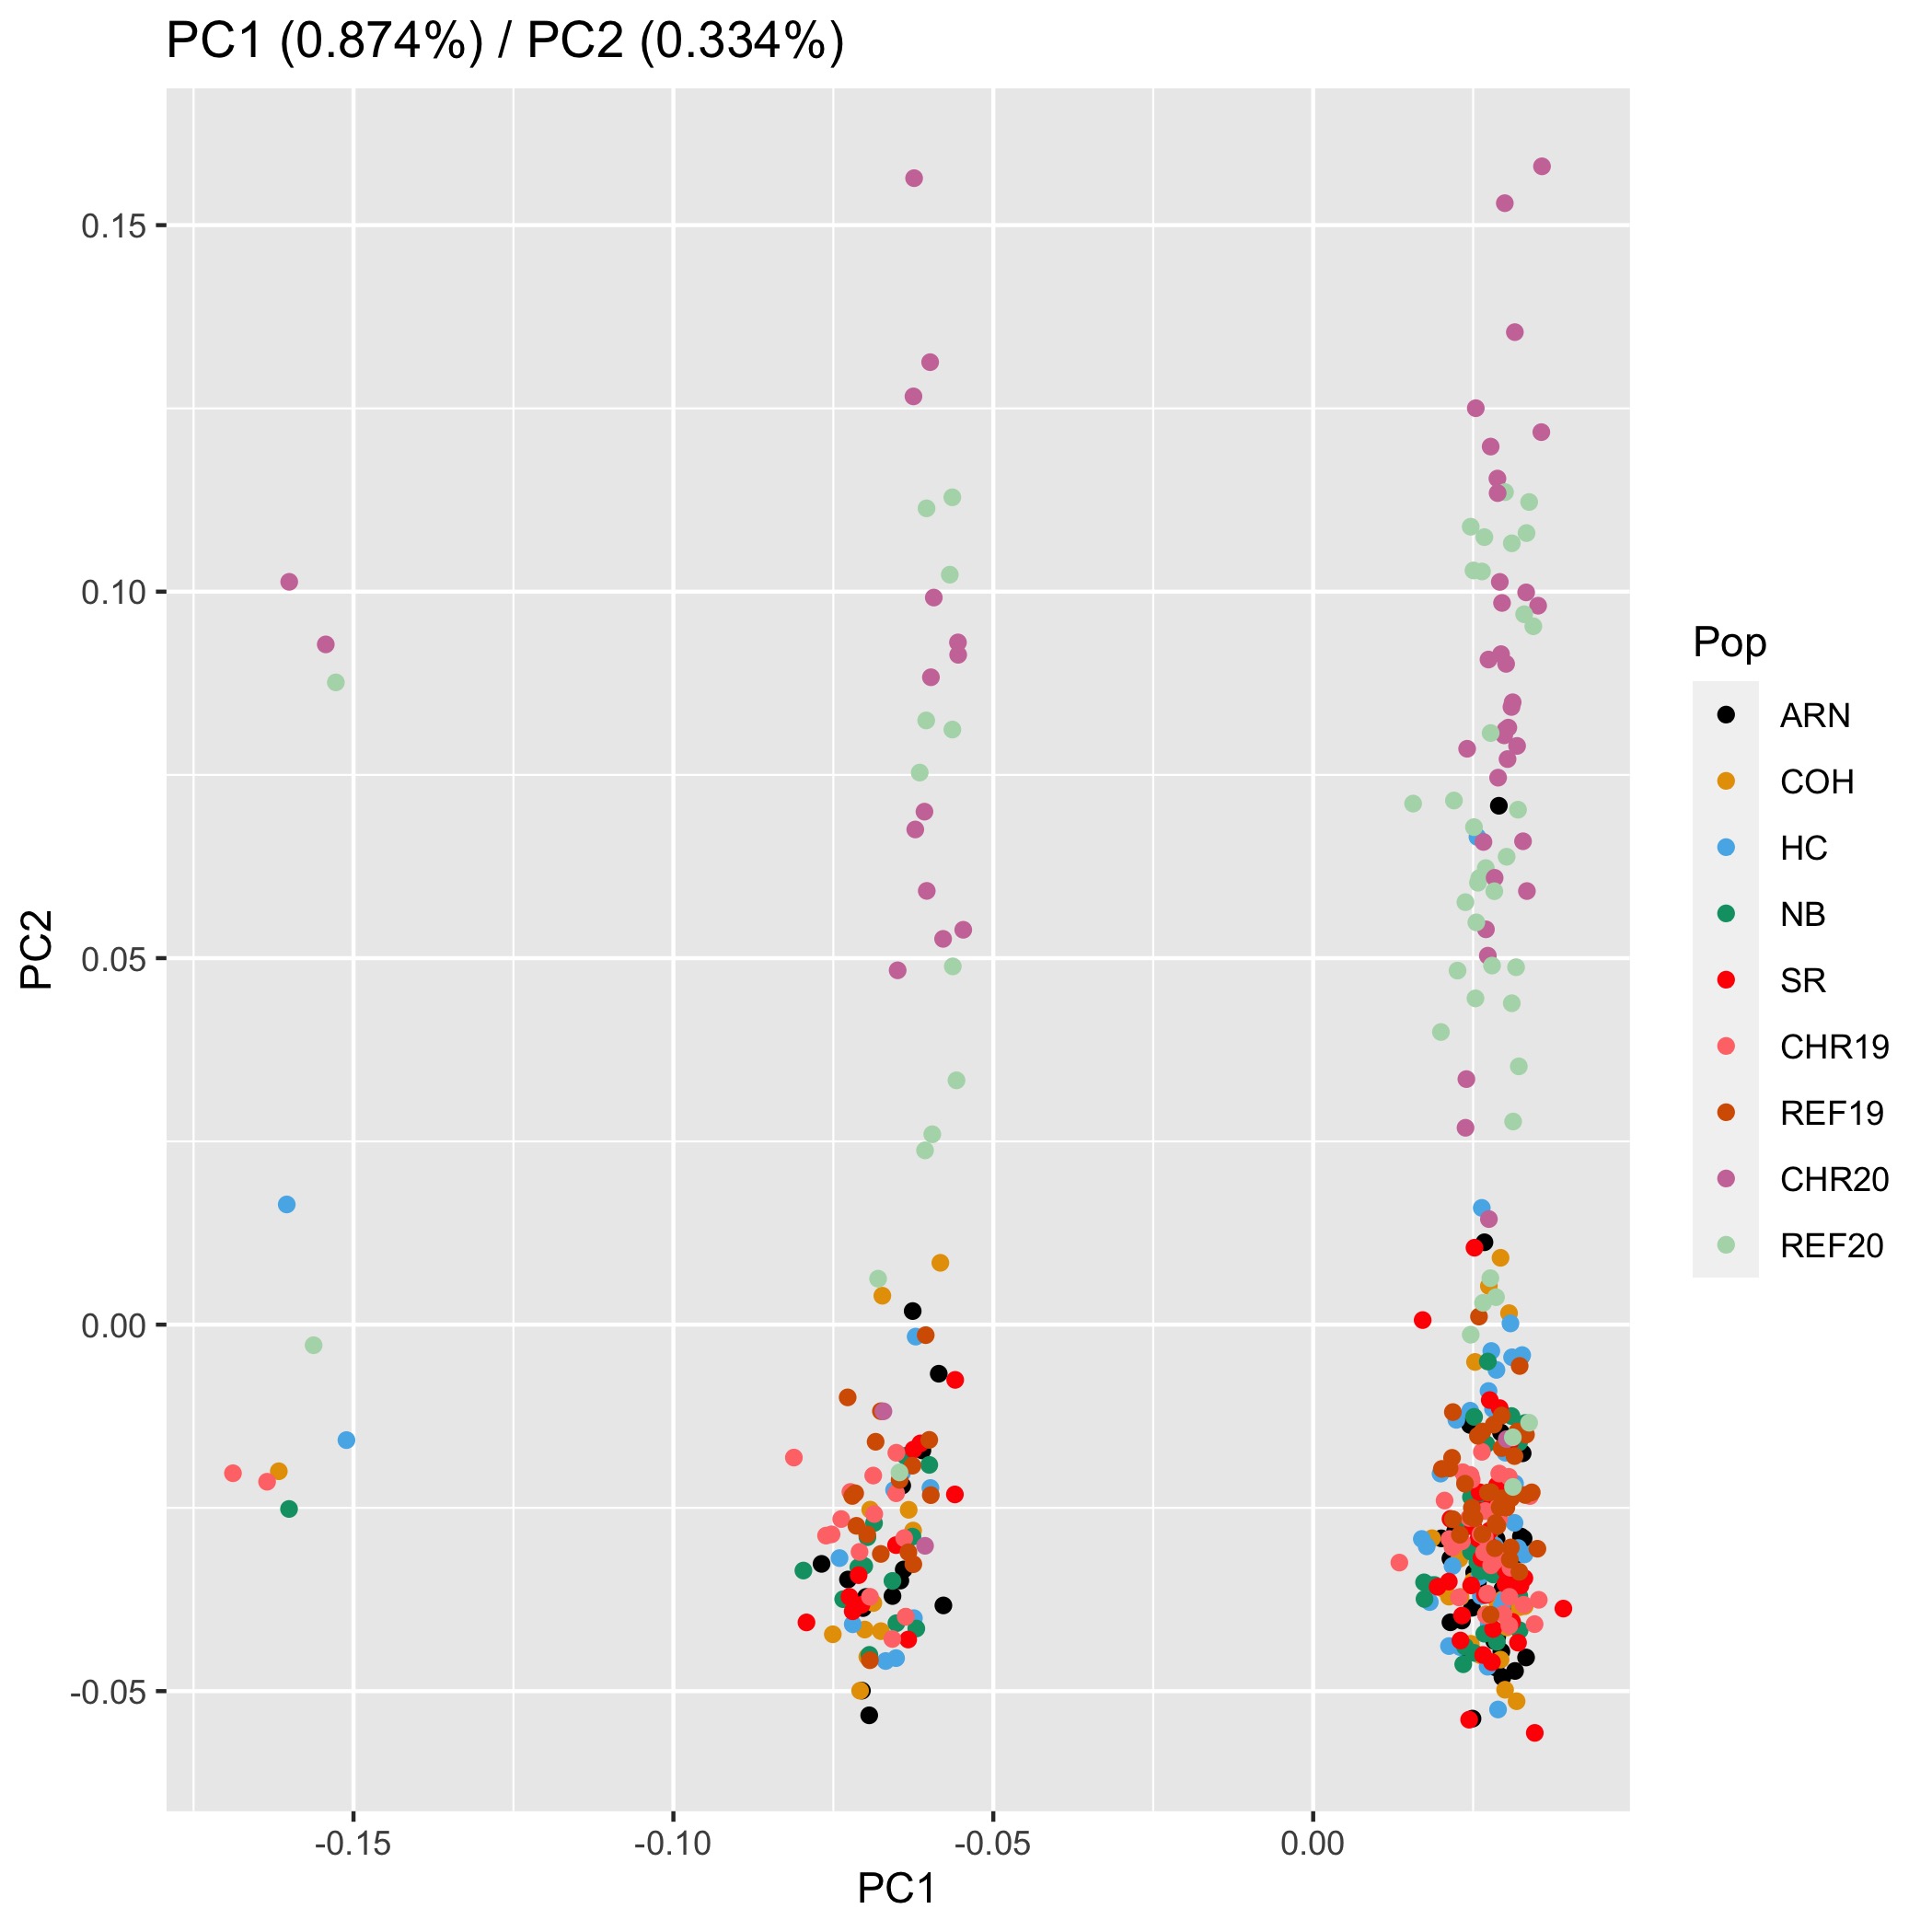 PC1 (0.874%) / PC2 (0.334%)
0.15
0.10
0.05
0.00
-0.05
PC2
-0.15
-0.10
-0.05
0.00
PC1
Pop
ARN
COH
HC
NB
SR
CHR19
REF19
CHR20
REF20